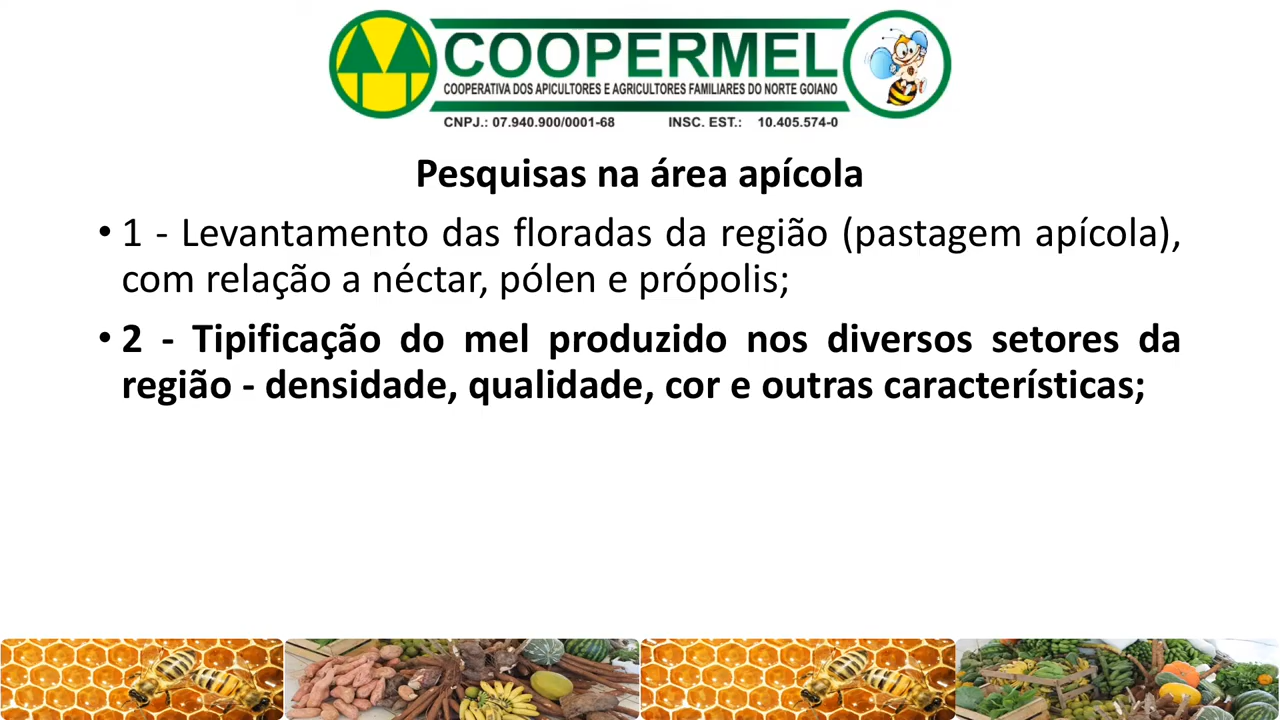 COOPERMEL
COOPERATIVA DOS APICULTORES E AGRICULTORES FAMILIARES DO NORTE GOIANO
CNPJ.: 07.940.900/0001-68 INSC. EST.: 10.405.574-0
Pesquisas na área apícola
• 1 - Levantamento das floradas da região (pastagem apícola),
com relação a néctar, pólen e própolis;
• 2 - Tipificação do mel produzido nos diversos setores da
região - densidade, qualidade, cor e outras características;